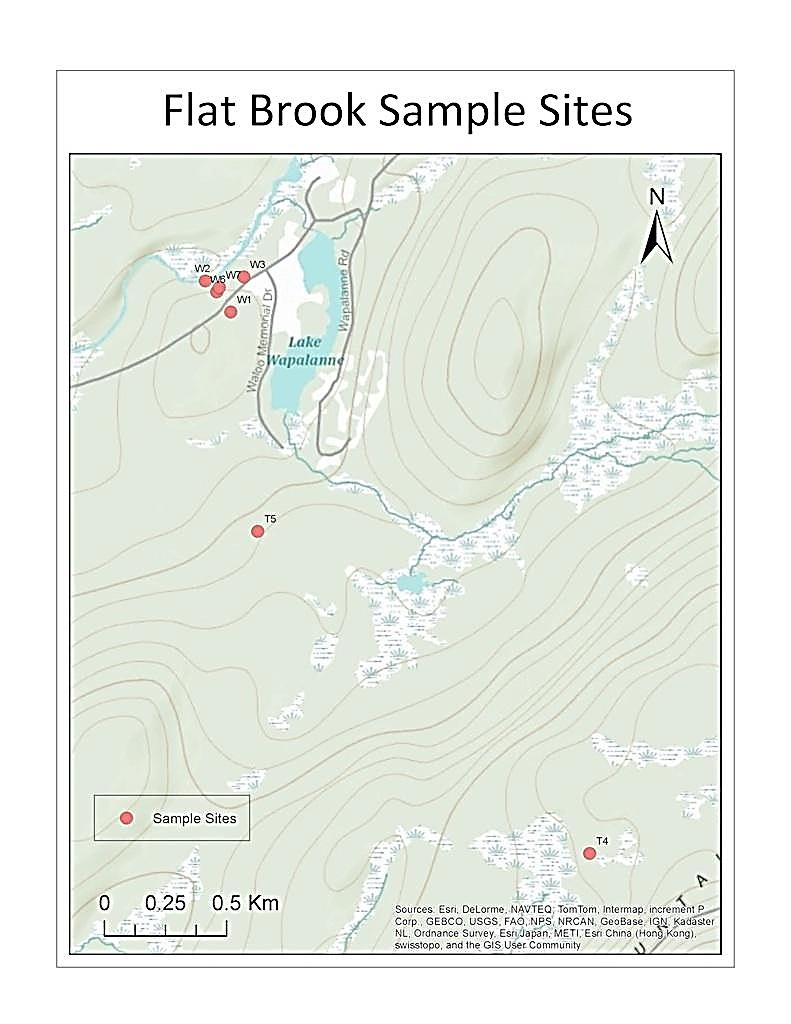 Flat Brook Sample Sites
N
W2
W3
W6
W7
W1
Waloo Memorial Dr
Wapalanne Rd
Lake
Wapalanne
T5
Sample Sites
T4
0 0,25 0.5 Km
U N T A
Sources: Esri, DeLorme, NAVTEQ, TomTom, Intermap, increment P
Corp., GEBCO, USGS, FAO, NPS, NRCAN, GeoBase, IGN, Kadaster
NL, Ordnance Survey, Esri Japan, METI, Esri China (Hong Kong),
swisstopo, and the GIS User Community